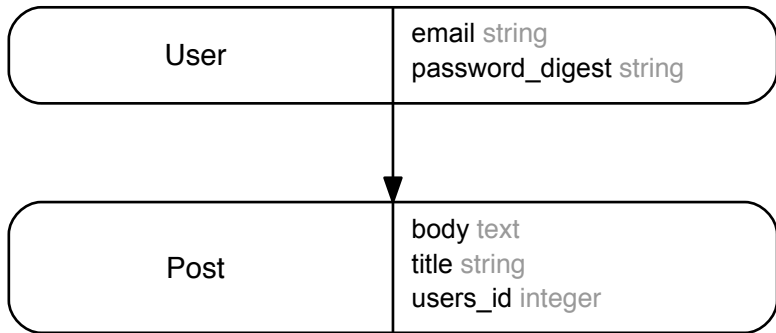 User
email string
password_digest string
Post
body text
title string
users_id integer